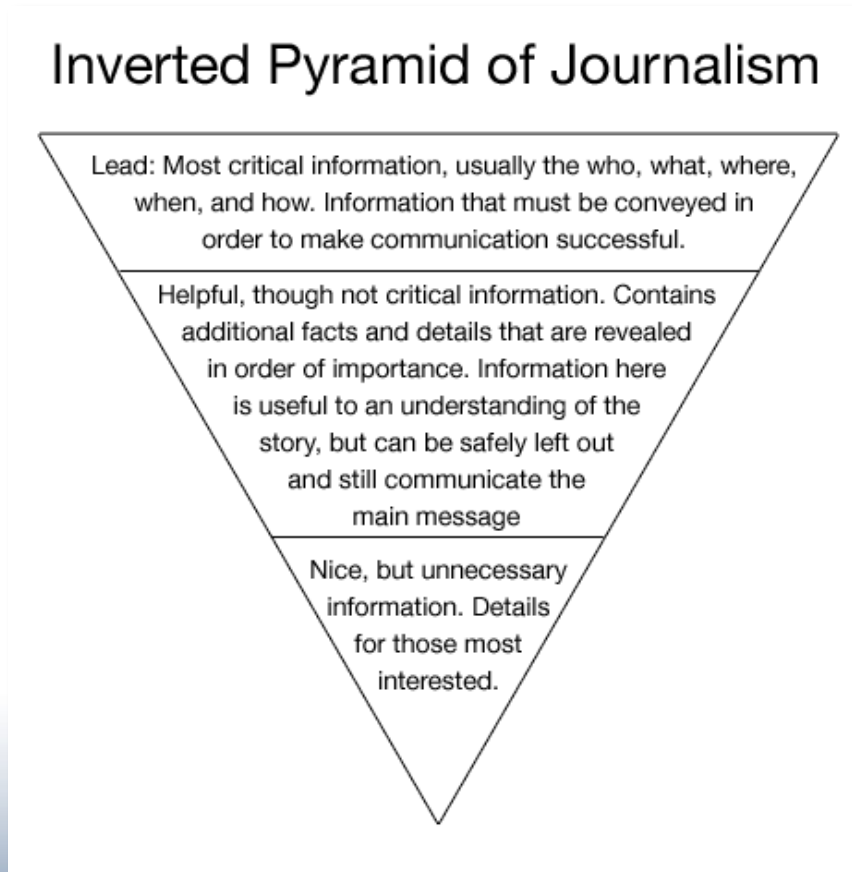 Inverted Pyramid of Journalism
Lead: Most critical information, usually the who, what, where,
when, and how. Information that must be conveyed in
order to make communication successful.
Helpful, though not critical information. Contains
additional facts and details that are revealed
in order of importance. Information here
is useful to an understanding of the
story, but can be safely left out
and still communicate the
main message
Nice, but unnecessary
information. Details
for those most
interested.